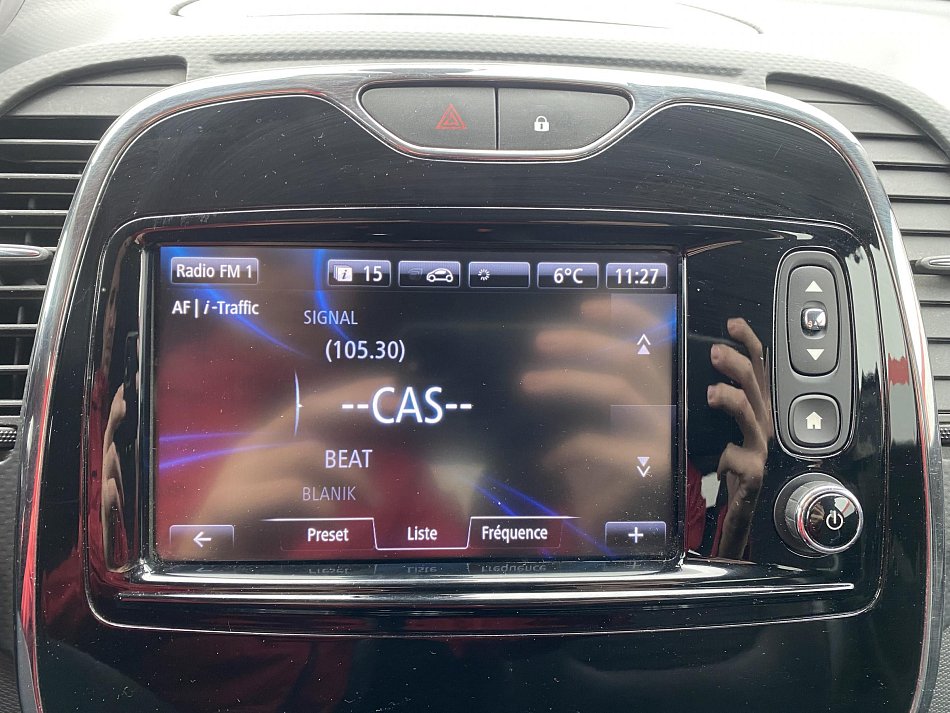 Radio FM 1
15
6°C
11:27
AF | i-Traffic
SIGNAL
(105.30)
--CAS--
BEAT
BLANIK
Preset
Liste
Fréquence
+